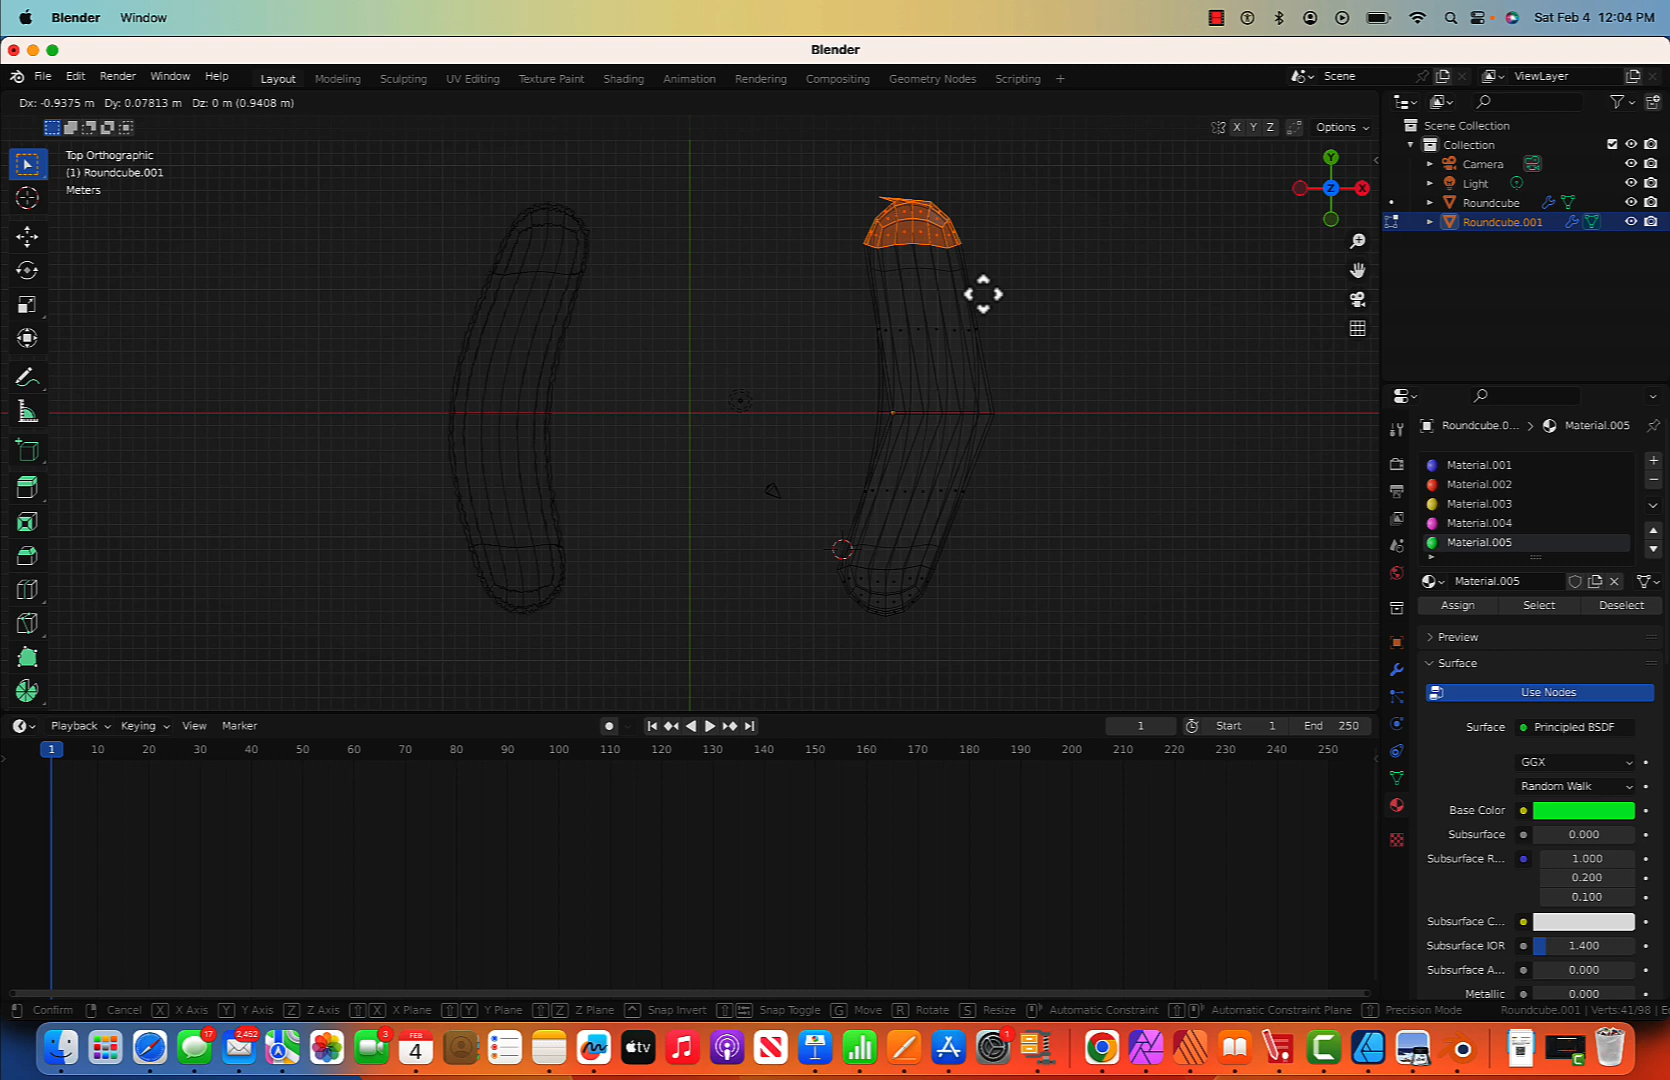 Blender Window Sat Feb 4 12:04 PM
Blender
File Edit Render Window Help Layout Modeling Sculpting UV Editing Texture Paint Shading Animation Rendering Compositing Geometry Nodes Scripting + Scene ViewLayer
Dx: -0.9375 m Dy: 0.07813 m Dz: 0 m (0.9408 m)
X Y Z Options
Top Orthographic
(1) Roundcube.001
Meters
Y
Z X
Scene Collection
Collection
Camera
Light
Roundcube
Roundcube.001
Roundcube.0... > Material.005
Material.001
Material.002
Material.003
Material.004
Material.005
Material.005
Assign Select Deselect
Preview
Surface
Use Nodes
Surface Principled BSDF
GGX
Random Walk
Base Color
Subsurface 0.000
Subsurface R... 1.000
0.200
0.100
Subsurface C...
Subsurface IOR 1.400
Subsurface A... 0.000
Metallic 0.000
Playback Keying View Marker 1 Start 1 End 250
1 10 20 30 40 50 60 70 80 90 100 110 120 130 140 150 160 170 180 190 200 210 220 230 240 250
Confirm Cancel X X Axis Y Y Axis Z Z Axis X X Plane Y Y Plane Z Z Plane Snap Invert Snap Toggle G Move R Rotate S Resize Automatic Constraint Automatic Constraint Plane Precision Mode Roundcube.001 | Verts:41/98 | E
17 2,452 3 FEB 4 tv 1